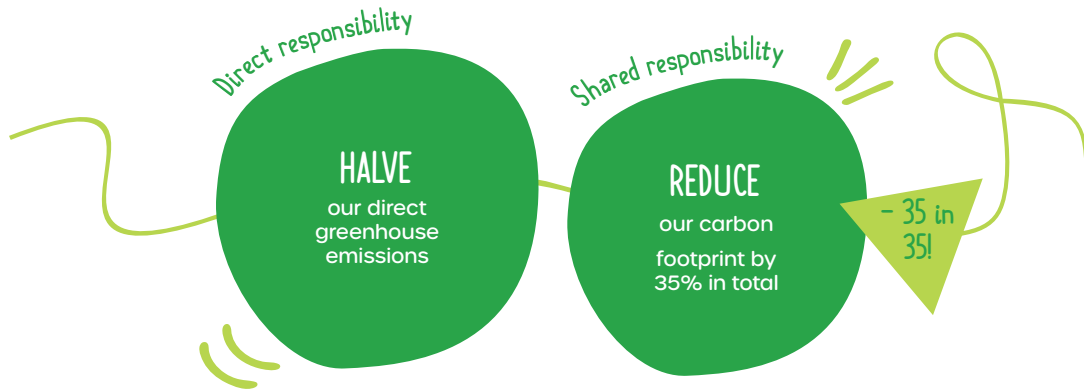 Direct responsibility
HALVE
our direct
greenhouse
emissions
Shared responsibility
REDUCE
our carbon
footprint by
35% in total
- 35 in
35!